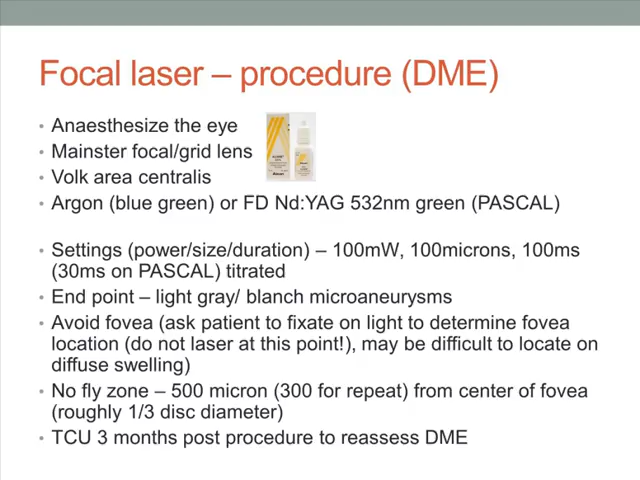 Focal laser – procedure (DME)
• Anaesthesize the eye
• Mainster focal/grid lens
• Volk area centralis
• Argon (blue green) or FD Nd:YAG 532nm green (PASCAL)
• Settings (power/size/duration) – 100mW, 100microns, 100ms
(30ms on PASCAL) titrated
• End point – light gray/ blanch microaneurysms
• Avoid fovea (ask patient to fixate on light to determine fovea
location (do not laser at this point!), may be difficult to locate on
diffuse swelling)
• No fly zone – 500 micron (300 for repeat) from center of fovea
(roughly 1/3 disc diameter)
• TCU 3 months post procedure to reassess DME
Alcon